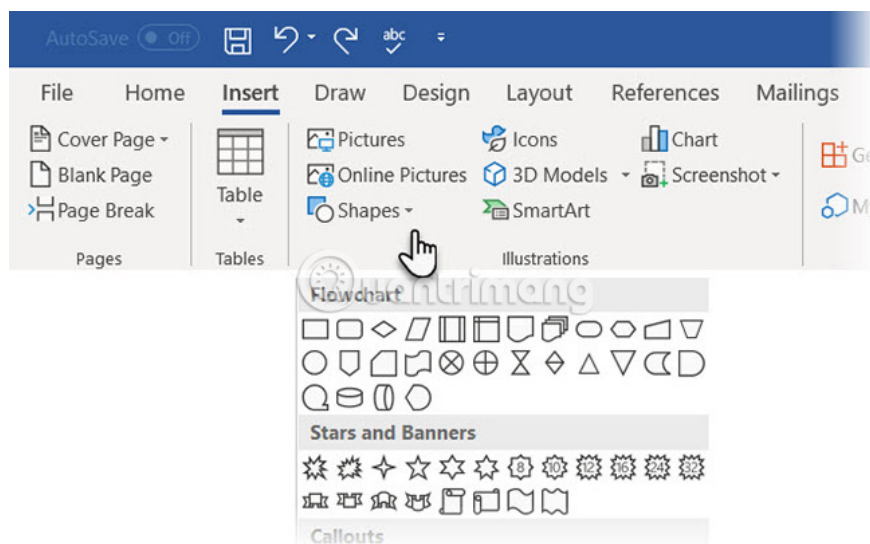 AutoSave Off abc
File Home Insert Draw Design Layout References Mailings
Cover Page
Blank Page
Page Break
Pages
Table
Tables
Pictures Icons Chart
Online Pictures 3D Models Screenshot
Shapes SmartArt
Illustrations
Ge
M
Quantrimang
Flowchart
Stars and Banners
8 10 12 16 24 32
Callouts